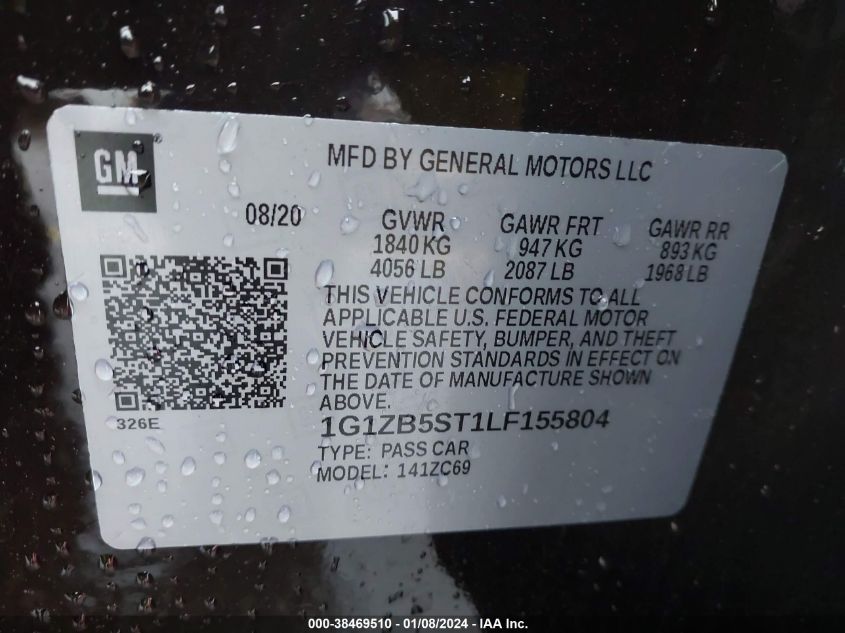 GM
MFD BY GENERAL MOTORS LLC
08/20
GVWR GAWR FRT GAWR RR
1840 KG 947 KG 893 KG
4056 LB 2087 LB 1968 LB
THIS VEHICLE CONFORMS TO ALL
APPLICABLE U.S. FEDERAL MOTOR
VEHICLE SAFETY, BUMPER, AND THEFT
PREVENTION STANDARDS IN EFFECT ON
THE DATE OF MANUFACTURE SHOWN
ABOVE.
326E
1G1ZB5ST1LF155804
TYPE: PASS CAR
MODEL: 141ZC69
000-38469510 - 01/08/2024 - IAA Inc.